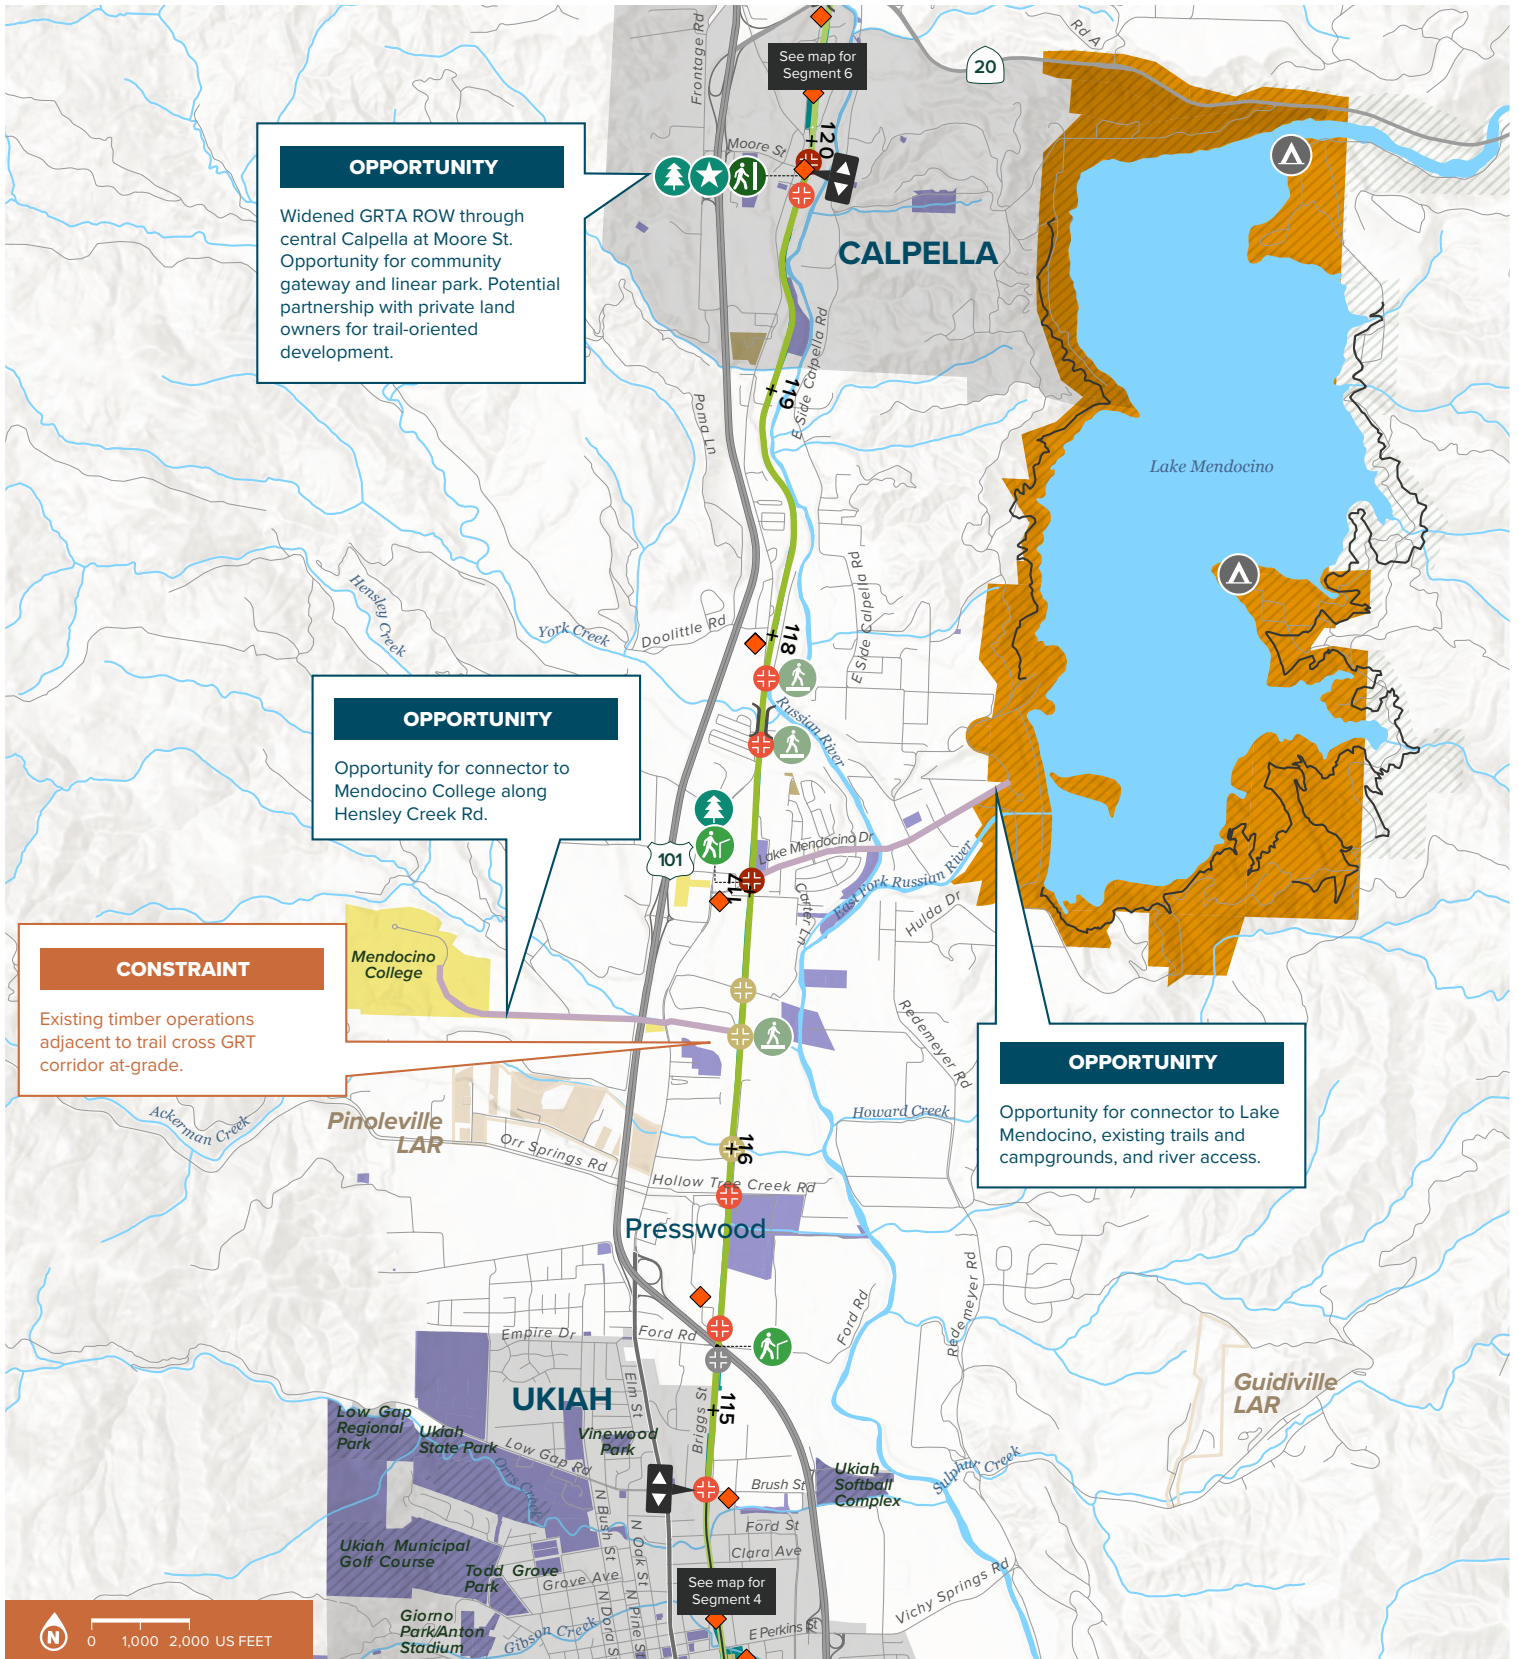 Frontage Rd
Rd A
See map for
Segment 6
20
120
Moore St
OPPORTUNITY
Widened GRTA ROW through
central Calpella at Moore St.
Opportunity for community
gateway and linear park. Potential
partnership with private land
owners for trail-oriented
development.
CALPELLA
E Side Calpella Rd
119
Poma Ln
Lake Mendocino
Hensley
Creek
York Creek
Doolittle Rd
118
E Side Calpella Rd
Russian River
OPPORTUNITY
Opportunity for connector to
Mendocino College along
Hensley Creek Rd.
101
Lake Mendocino Dr
117
East Fork Russian River
Carter Ln
Hulda Dr
CONSTRAINT
Existing timber operations
adjacent to trail cross GRT
corridor at-grade.
Mendocino
College
Redemeyer Rd
OPPORTUNITY
Opportunity for connector to Lake
Mendocino, existing trails and
campgrounds, and river access.
Ackerman Creek
Pinoleville
LAR
Orr Springs Rd
Howard Creek
116
Hollow Tree Creek Rd
Presswood
Redemeyer Rd
Ford Rd
Empire Dr
Ford Rd
UKIAH
Elm St
Briggs St
115
Guidiville
LAR
Low Gap
Regional
Park
Ukiah
State Park
Low Gap Rd
Vinewood
Park
Orrs
Creek
Ukiah
Softball
Complex
Sulphur Creek
Brush St
N Bush St
N Oak St
Ford St
Clara Ave
Ukiah Municipal
Golf Course
Todd Grove
Park
Grove Ave
See map for
Segment 4
Vichy Springs Rd
Giorno
Park/Anton
Stadium
Gibson Creek
N Dora St
N Pine St
E Perkins St
N
0 1,000 2,000 US FEET